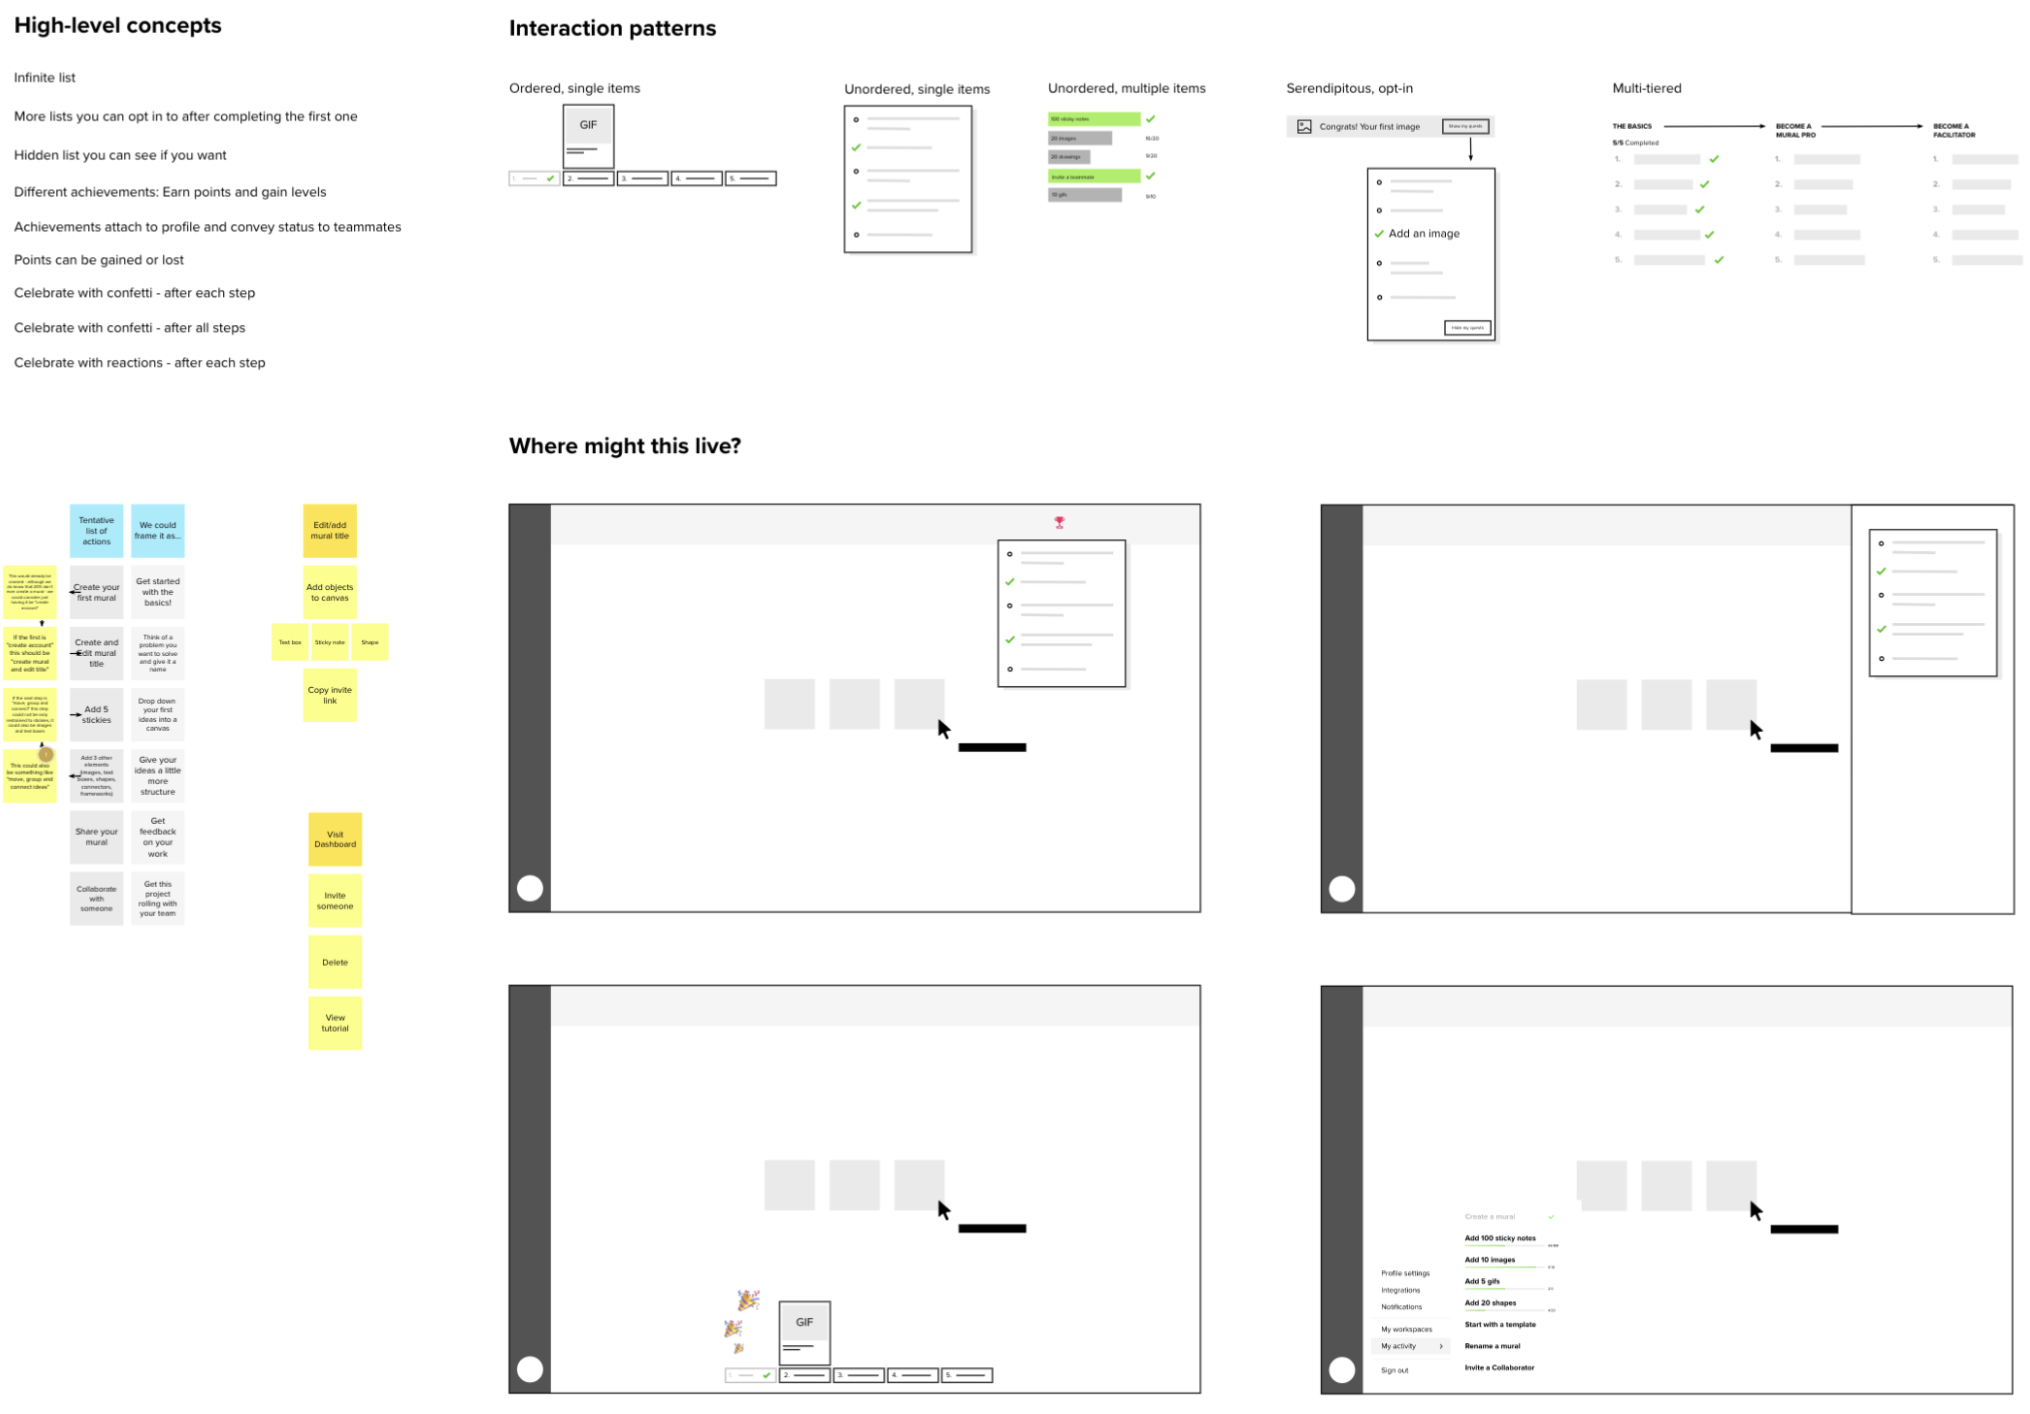 High-level concepts
Infinite list
More lists you can opt in to after completing the first one
Hidden list you can see if you want
Different achievements: Earn points and gain levels
Achievements attach to profile and convey status to teammates
Points can be gained or lost
Celebrate with confetti - after each step
Celebrate with confetti - after all steps
Celebrate with reactions - after each step
Interaction patterns
Ordered, single items
GIF
1.
2.
3.
4.
5.
Unordered, single items
Unordered, multiple items
100 sticky notes
20 images
20 drawings
Invite a teammate
10 gifs
Serendipitous, opt-in
Congrats! Your first image
Show my quests
Add an image
Hide my quests
Multi-tiered
THE BASICS
5/5 Completed
1.
2.
3.
4.
5.
BECOME A
MURAL PRO
1.
2.
3.
4.
5.
BECOME A
FACILITATOR
1.
2.
3.
4.
5.
Tentative
list of
actions
We could
frame it as...
Create your
first mural
Get started
with the
basics!
If the first is
"create account"
this should be
"create mural
and edit title"
Create and
Edit mural
title
Think of a
problem you
want to solve
and give it a
name
Add 5
stickies
Drop down
your first
ideas into a
canvas
This could also
be something like
"move, group and
connect ideas"
Add 3 other
elements
(images, text
boxes, shapes,
connectors,
frameworks)
Give your
ideas a little
more
structure
Share your
mural
Get
feedback
on your
work
Collaborate
with
someone
Get this
project
rolling with
your team
Edit/add
mural title
Add objects
to canvas
Text box
Sticky note
Shape
Copy invite
link
Visit
Dashboard
Invite
someone
Delete
View
tutorial
Where might this live?
GIF
2.
3.
4.
5.
Profile settings
Integrations
Notifications
My workspaces
My activity
Sign out
Create a mural
Add 100 sticky notes
Add 10 images
Add 5 gifs
Add 20 shapes
Start with a template
Rename a mural
Invite a Collaborator